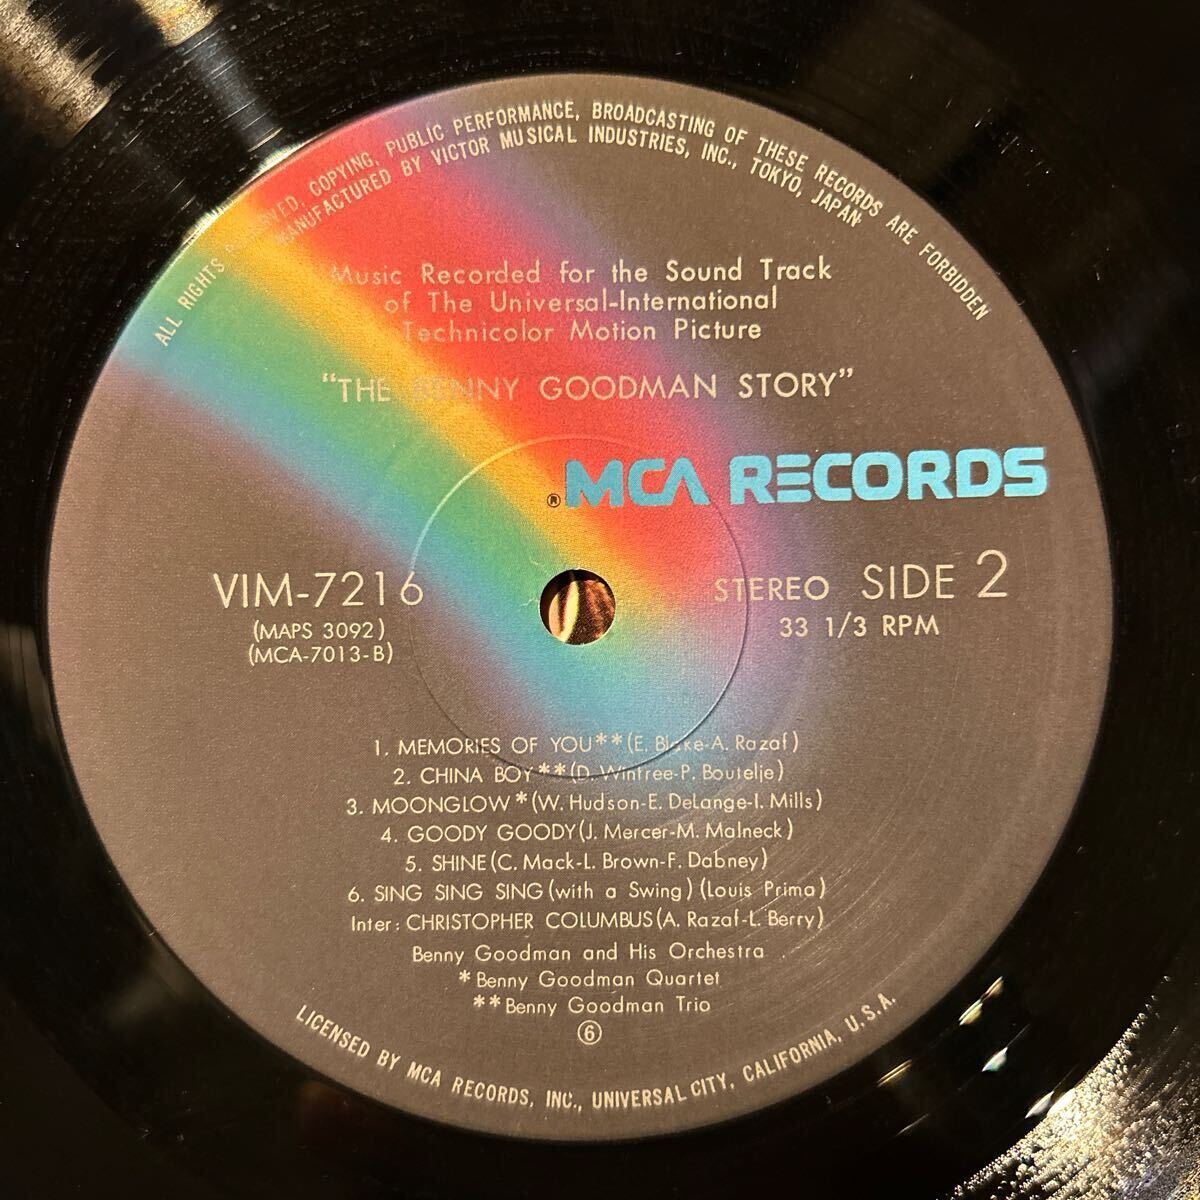 ALL RIGHTS RESERVED, COPYING, PUBLIC PERFORMANCE, BROADCASTING OF THESE RECORDS ARE FORBIDDEN
MANUFACTURED BY VICTOR MUSICAL INDUSTRIES, INC., TOKYO, JAPAN
Music Recorded for the Sound Track
of The Universal-International
Technicolor Motion Picture
"THE BENNY GOODMAN STORY"
® MCA RECORDS
VIM-7216
(MAPS 3092)
(MCA-7013-B)
STEREO SIDE 2
33 1/3 RPM
1. MEMORIES OF YOU** (E. Blake-A. Razaf)
2. CHINA BOY** (D. Wintree-P. Boutelje)
3. MOONGLOW* (W. Hudson-E. DeLange-I. Mills)
4. GOODY GOODY (J. Mercer-M. Malneck)
5. SHINE (C. Mack-L. Brown-F. Dabney)
6. SING SING SING (with a Swing) (Louis Prima)
Inter: CHRISTOPHER COLUMBUS (A. Razaf-L. Berry)
Benny Goodman and His Orchestra
* Benny Goodman Quartet
** Benny Goodman Trio
⑥
LICENSED BY MCA RECORDS, INC., UNIVERSAL CITY, CALIFORNIA, U.S.A.